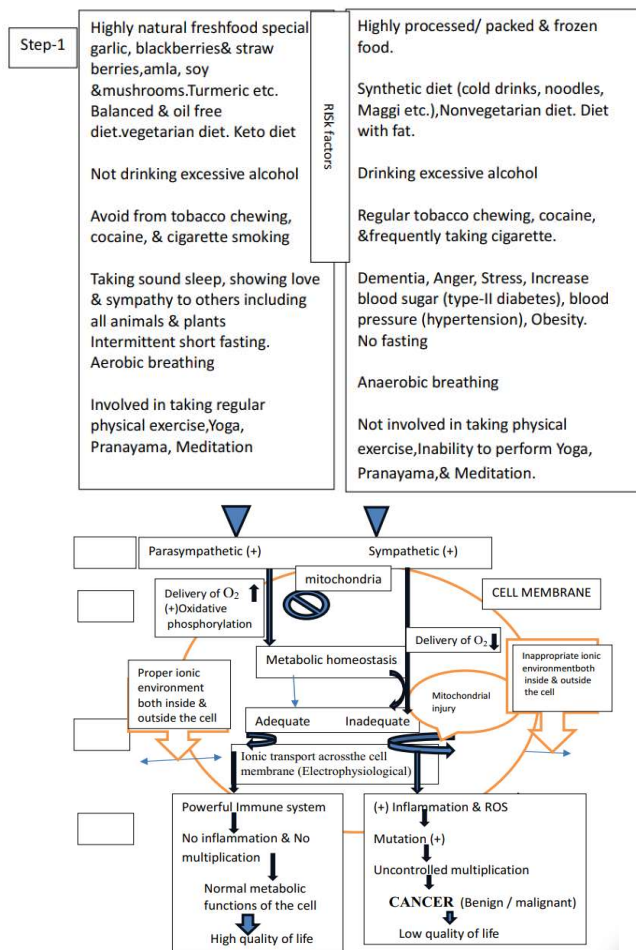 Step-1
Highly natural freshfood special
garlic, blackberries& straw
berries,amla, soy
&mushrooms.Turmeric etc.
Balanced & oil free
diet.vegetarian diet. Keto diet
Not drinking excessive alcohol
Avoid from tobacco chewing,
cocaine, & cigarette smoking
Taking sound sleep, showing love
& sympathy to others including
all animals & plants
Intermittent short fasting.
Aerobic breathing
Involved in taking regular
physical exercise,Yoga,
Pranayama, Meditation
RISk factors
Highly processed/ packed & frozen
food.
Synthetic diet (cold drinks, noodles,
Maggi etc.),Nonvegetarian diet. Diet
with fat.
Drinking excessive alcohol
Regular tobacco chewing, cocaine,
&frequently taking cigarette.
Dementia, Anger, Stress, Increase
blood sugar (type-II diabetes), blood
pressure (hypertension), Obesity.
No fasting
Anaerobic breathing
Not involved in taking physical
exercise,Inability to perform Yoga,
Pranayama,& Meditation.
Parasympathetic (+)
Sympathetic (+)
mitochondria
Delivery of O₂
(+)Oxidative
phosphorylation
CELL MEMBRANE
Delivery of O₂
Metabolic homeostasis
Inappropriate ionic
environmentboth
inside & outside
the cell
Proper ionic
environment
both inside &
outside the cell
Mitochondrial
injury
Adequate
Inadequate
Ionic transport acrossthe cell
membrane (Electrophysiological)
Powerful Immune system
No inflammation & No
multiplication
Normal metabolic
functions of the cell
High quality of life
(+) Inflammation & ROS
Mutation (+)
Uncontrolled multiplication
CANCER (Benign / malignant)
Low quality of life